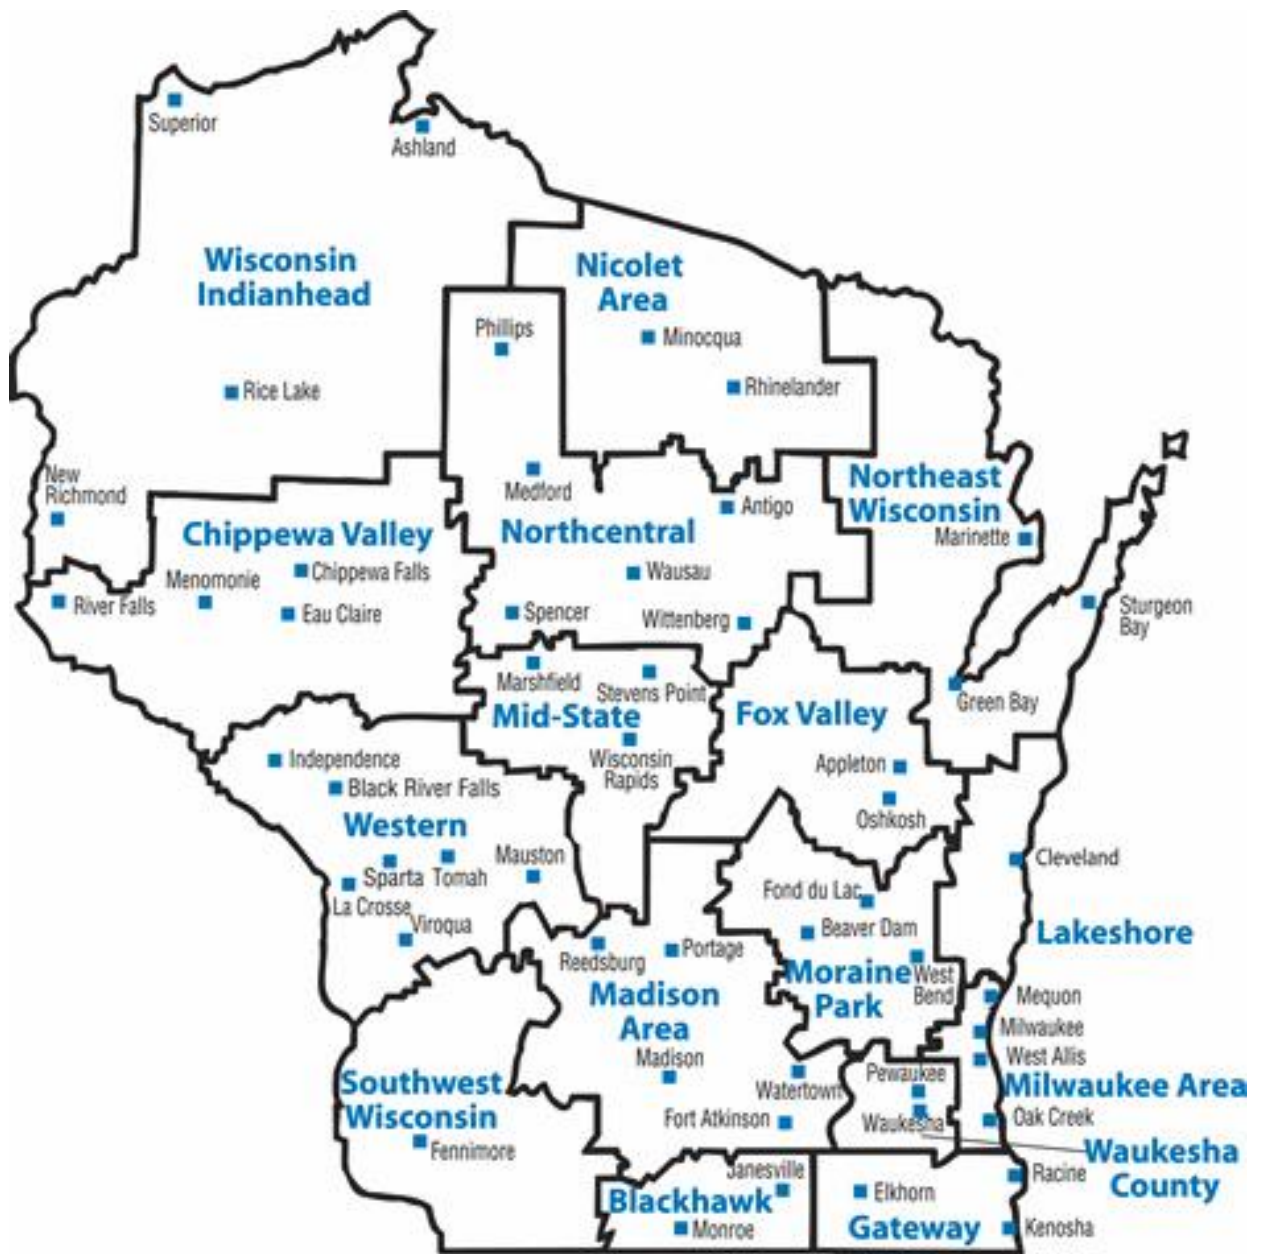 Superior
Ashland
Wisconsin
Indianhead
Nicolet
Area
Phillips
Minocqua
Rice Lake
Rhinelander
New
Richmond
Medford
Antigo
Northeast
Wisconsin
Marinette
Chippewa Valley
Northcentral
Chippewa Falls
Menomonie
Wausau
River Falls
Eau Claire
Spencer
Wittenberg
Sturgeon
Bay
Marshfield
Stevens Point
Green Bay
Mid-State
Fox Valley
Wisconsin
Rapids
Independence
Appleton
Black River Falls
Oshkosh
Western
Mauston
Cleveland
Sparta
Tomah
La Crosse
Fond du Lac
Viroqua
Beaver Dam
Lakeshore
Reedsburg
Portage
Moraine
Park
West
Bend
Madison
Area
Mequon
Milwaukee
Madison
West Allis
Pewaukee
Watertown
Milwaukee Area
Southwest
Wisconsin
Fort Atkinson
Waukesha
Oak Creek
Fennimore
Waukesha
County
Janesville
Racine
Blackhawk
Elkhorn
Monroe
Gateway
Kenosha